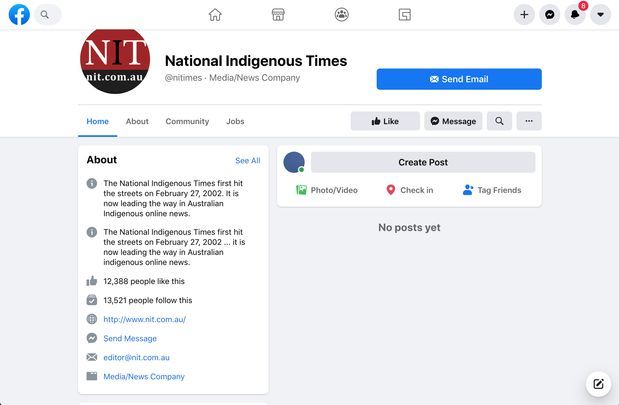 8
NIT
nit.com.au
National Indigenous Times
@nitimes · Media/News Company
Send Email
Home About Community Jobs
Like Message
About See All
The National Indigenous Times first hit
the streets on February 27, 2002. It is
now leading the way in Australian
Indigenous online news.
The National Indigenous Times first hit
the streets on February 27, 2002 ... it is
now leading the way in Australian
indigenous online news.
12,388 people like this
13,521 people follow this
http://www.nit.com.au/
Send Message
editor@nit.com.au
Media/News Company
Create Post
Photo/Video Check in Tag Friends
No posts yet